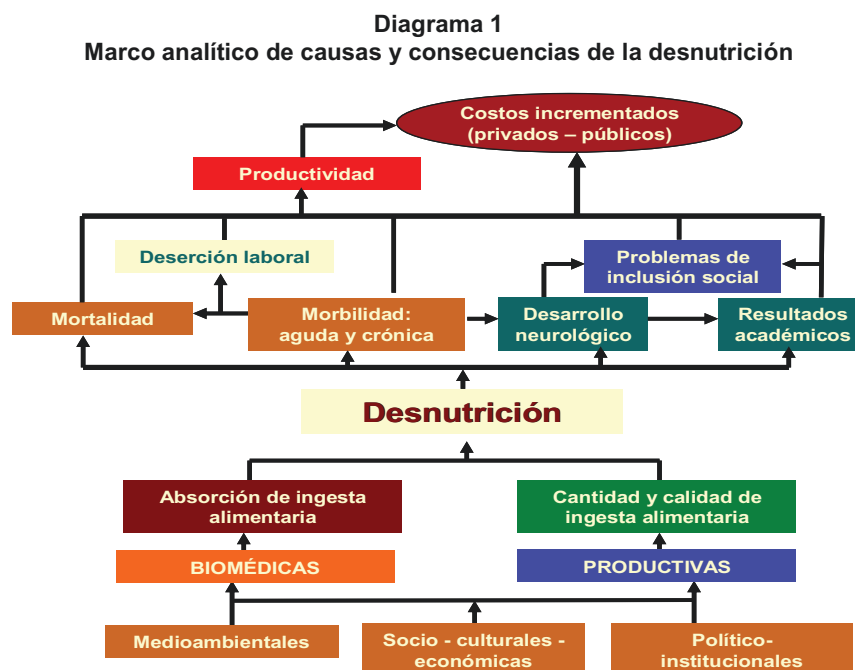 Diagrama 1
Marco analítico de causas y consecuencias de la desnutrición
Costos incrementados
(privados – públicos)
Productividad
Deserción laboral
Problemas de
inclusión social
Mortalidad
Morbilidad:
aguda y crónica
Desarrollo
neurológico
Resultados
académicos
Desnutrición
Absorción de ingesta
alimentaria
Cantidad y calidad de
ingesta alimentaria
BIOMÉDICAS
PRODUCTIVAS
Medioambientales
Socio - culturales -
económicas
Político-
institucionales